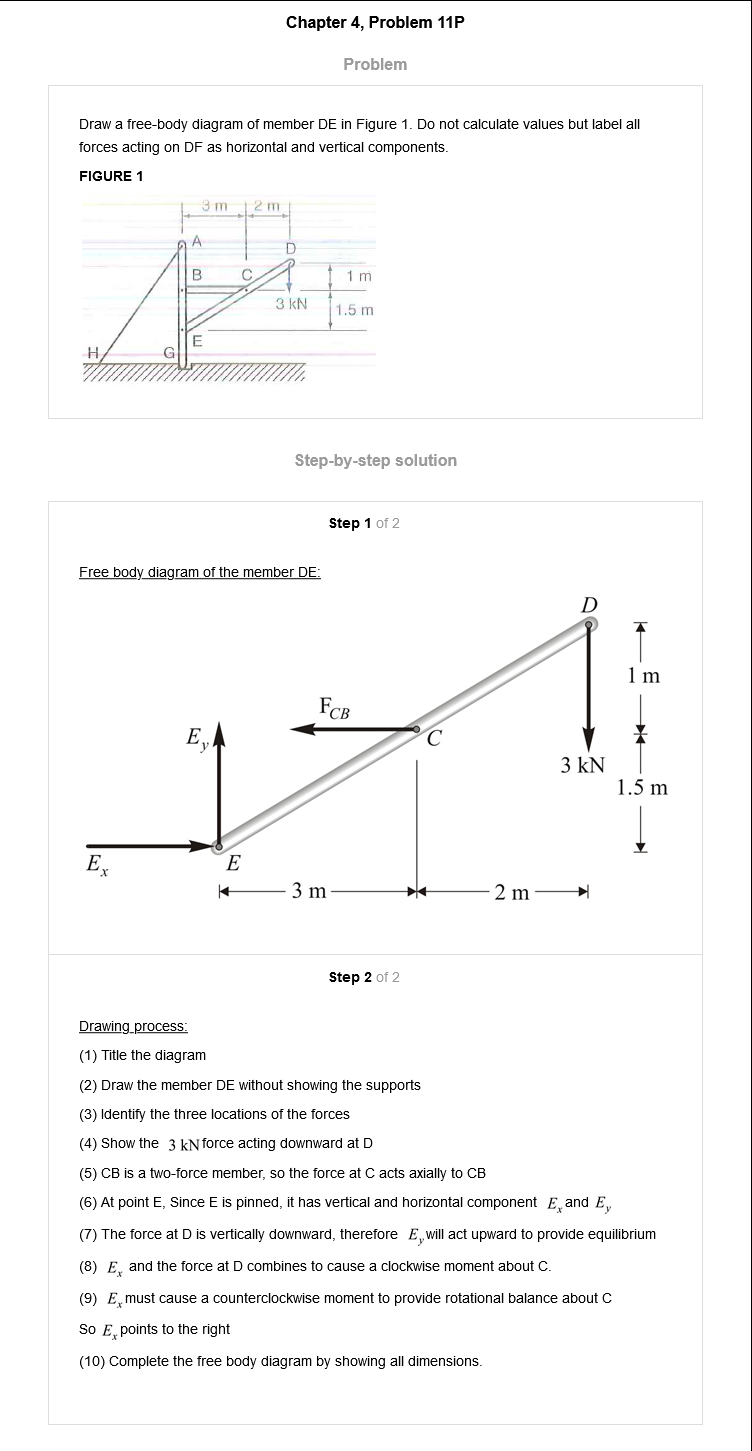 Chapter 4, Problem 11P
Problem
Draw a free-body diagram of member DE in Figure 1. Do not calculate values but label all
forces acting on DF as horizontal and vertical components.
FIGURE 1
3 m 2 m
A
D
B C 1 m
3 kN 1.5 m
E
H G
Step-by-step solution
Step 1 of 2
Free body diagram of the member DE:
D
1 m
F_CB
E_y C
3 kN
1.5 m
E_x E
3 m 2 m
Step 2 of 2
Drawing process:
(1) Title the diagram
(2) Draw the member DE without showing the supports
(3) Identify the three locations of the forces
(4) Show the 3 kN force acting downward at D
(5) CB is a two-force member, so the force at C acts axially to CB
(6) At point E, Since E is pinned, it has vertical and horizontal component E_x and E_y
(7) The force at D is vertically downward, therefore E_y will act upward to provide equilibrium
(8) E_x and the force at D combines to cause a clockwise moment about C.
(9) E_x must cause a counterclockwise moment to provide rotational balance about C
So E_x points to the right
(10) Complete the free body diagram by showing all dimensions.